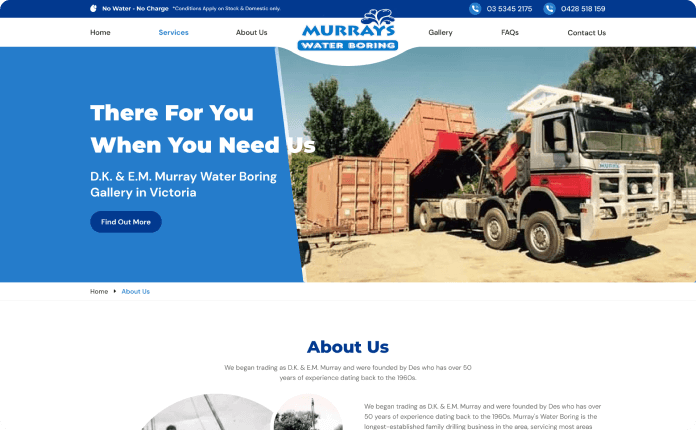 No Water - No Charge *Conditions Apply on Stock & Domestic only.
03 5345 2175
0428 518 159
Home
Services
About Us
MURRAYS
WATER BORING
Gallery
FAQs
Contact Us
There For You
When You Need Us
D.K. & E.M. Murray Water Boring
Gallery in Victoria
Find Out More
MURRAYS
Home About Us
About Us
We began trading as D.K. & E.M. Murray and were founded by Des who has over 50
years of experience dating back to the 1960s.
We began trading as D.K. & E.M. Murray and were founded by Des who has over
50 years of experience dating back to the 1960s. Murray's Water Boring is the
longest-established family drilling business in the area, servicing most areas